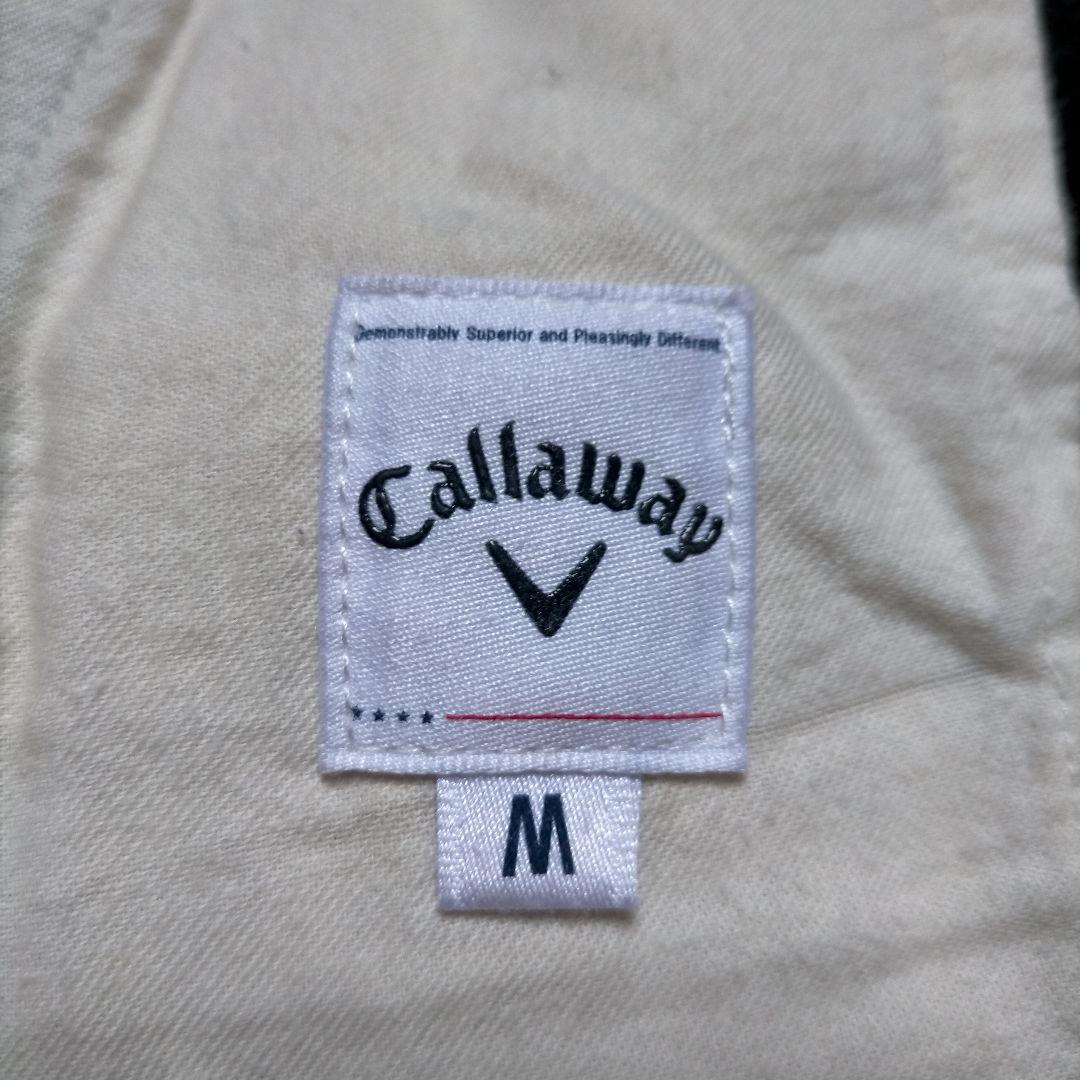 Demonstrably Superior and Pleasingly Different
Callaway
M